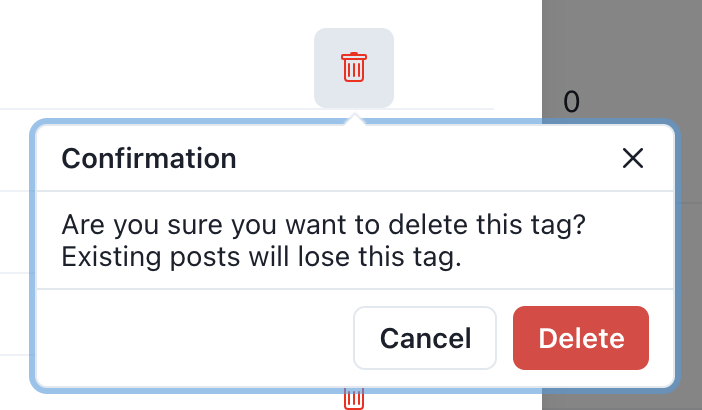 0
Confirmation
Are you sure you want to delete this tag?
Existing posts will lose this tag.
Cancel
Delete